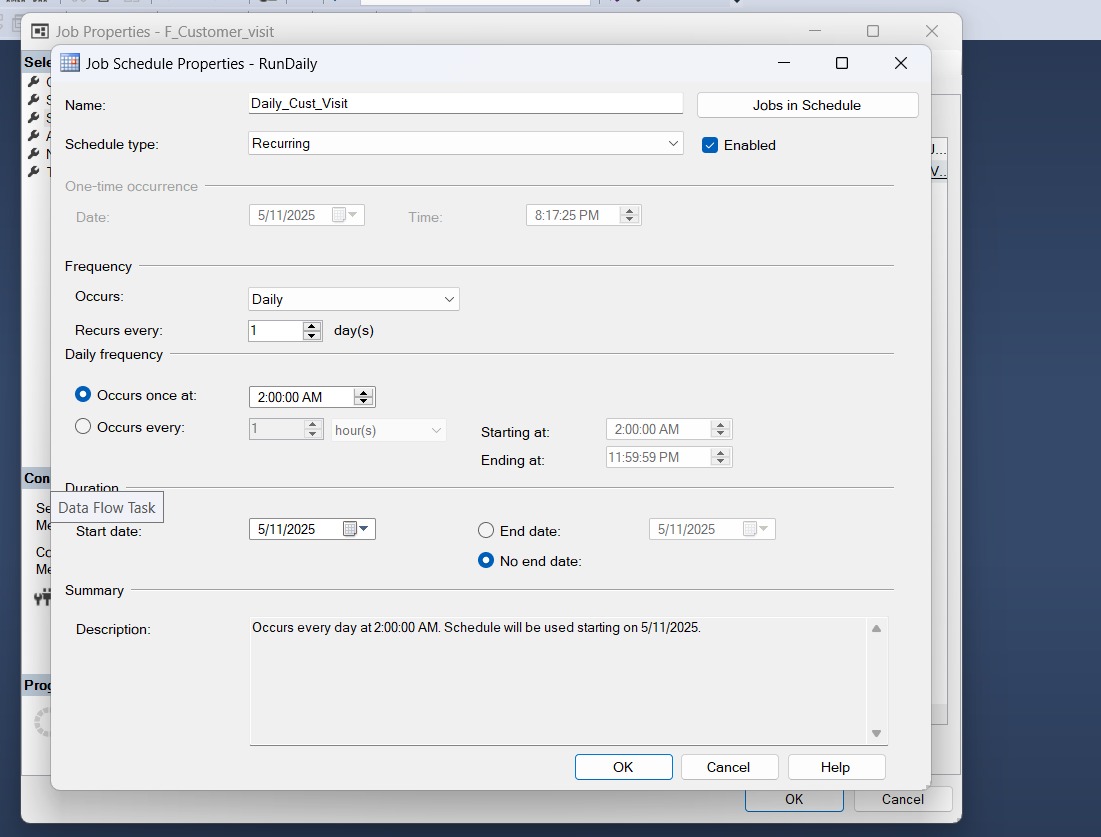 Job Properties - F_Customer_visit
Sele
Job Schedule Properties - RunDaily
Name:
Daily_Cust_Visit
Jobs in Schedule
Schedule type:
Recurring
Enabled
J...
V...
One-time occurrence
Date:
5/11/2025
Time:
8:17:25 PM
Frequency
Occurs:
Daily
Recurs every:
1
day(s)
Daily frequency
Occurs once at:
2:00:00 AM
Occurs every:
1
hour(s)
Starting at:
2:00:00 AM
Ending at:
11:59:59 PM
Con
Duration
Se
Data Flow Task
Me
Start date:
5/11/2025
End date:
5/11/2025
Co
No end date:
Me
Summary
Description:
Occurs every day at 2:00:00 AM. Schedule will be used starting on 5/11/2025.
Prog
OK
Cancel
Help
OK
Cancel